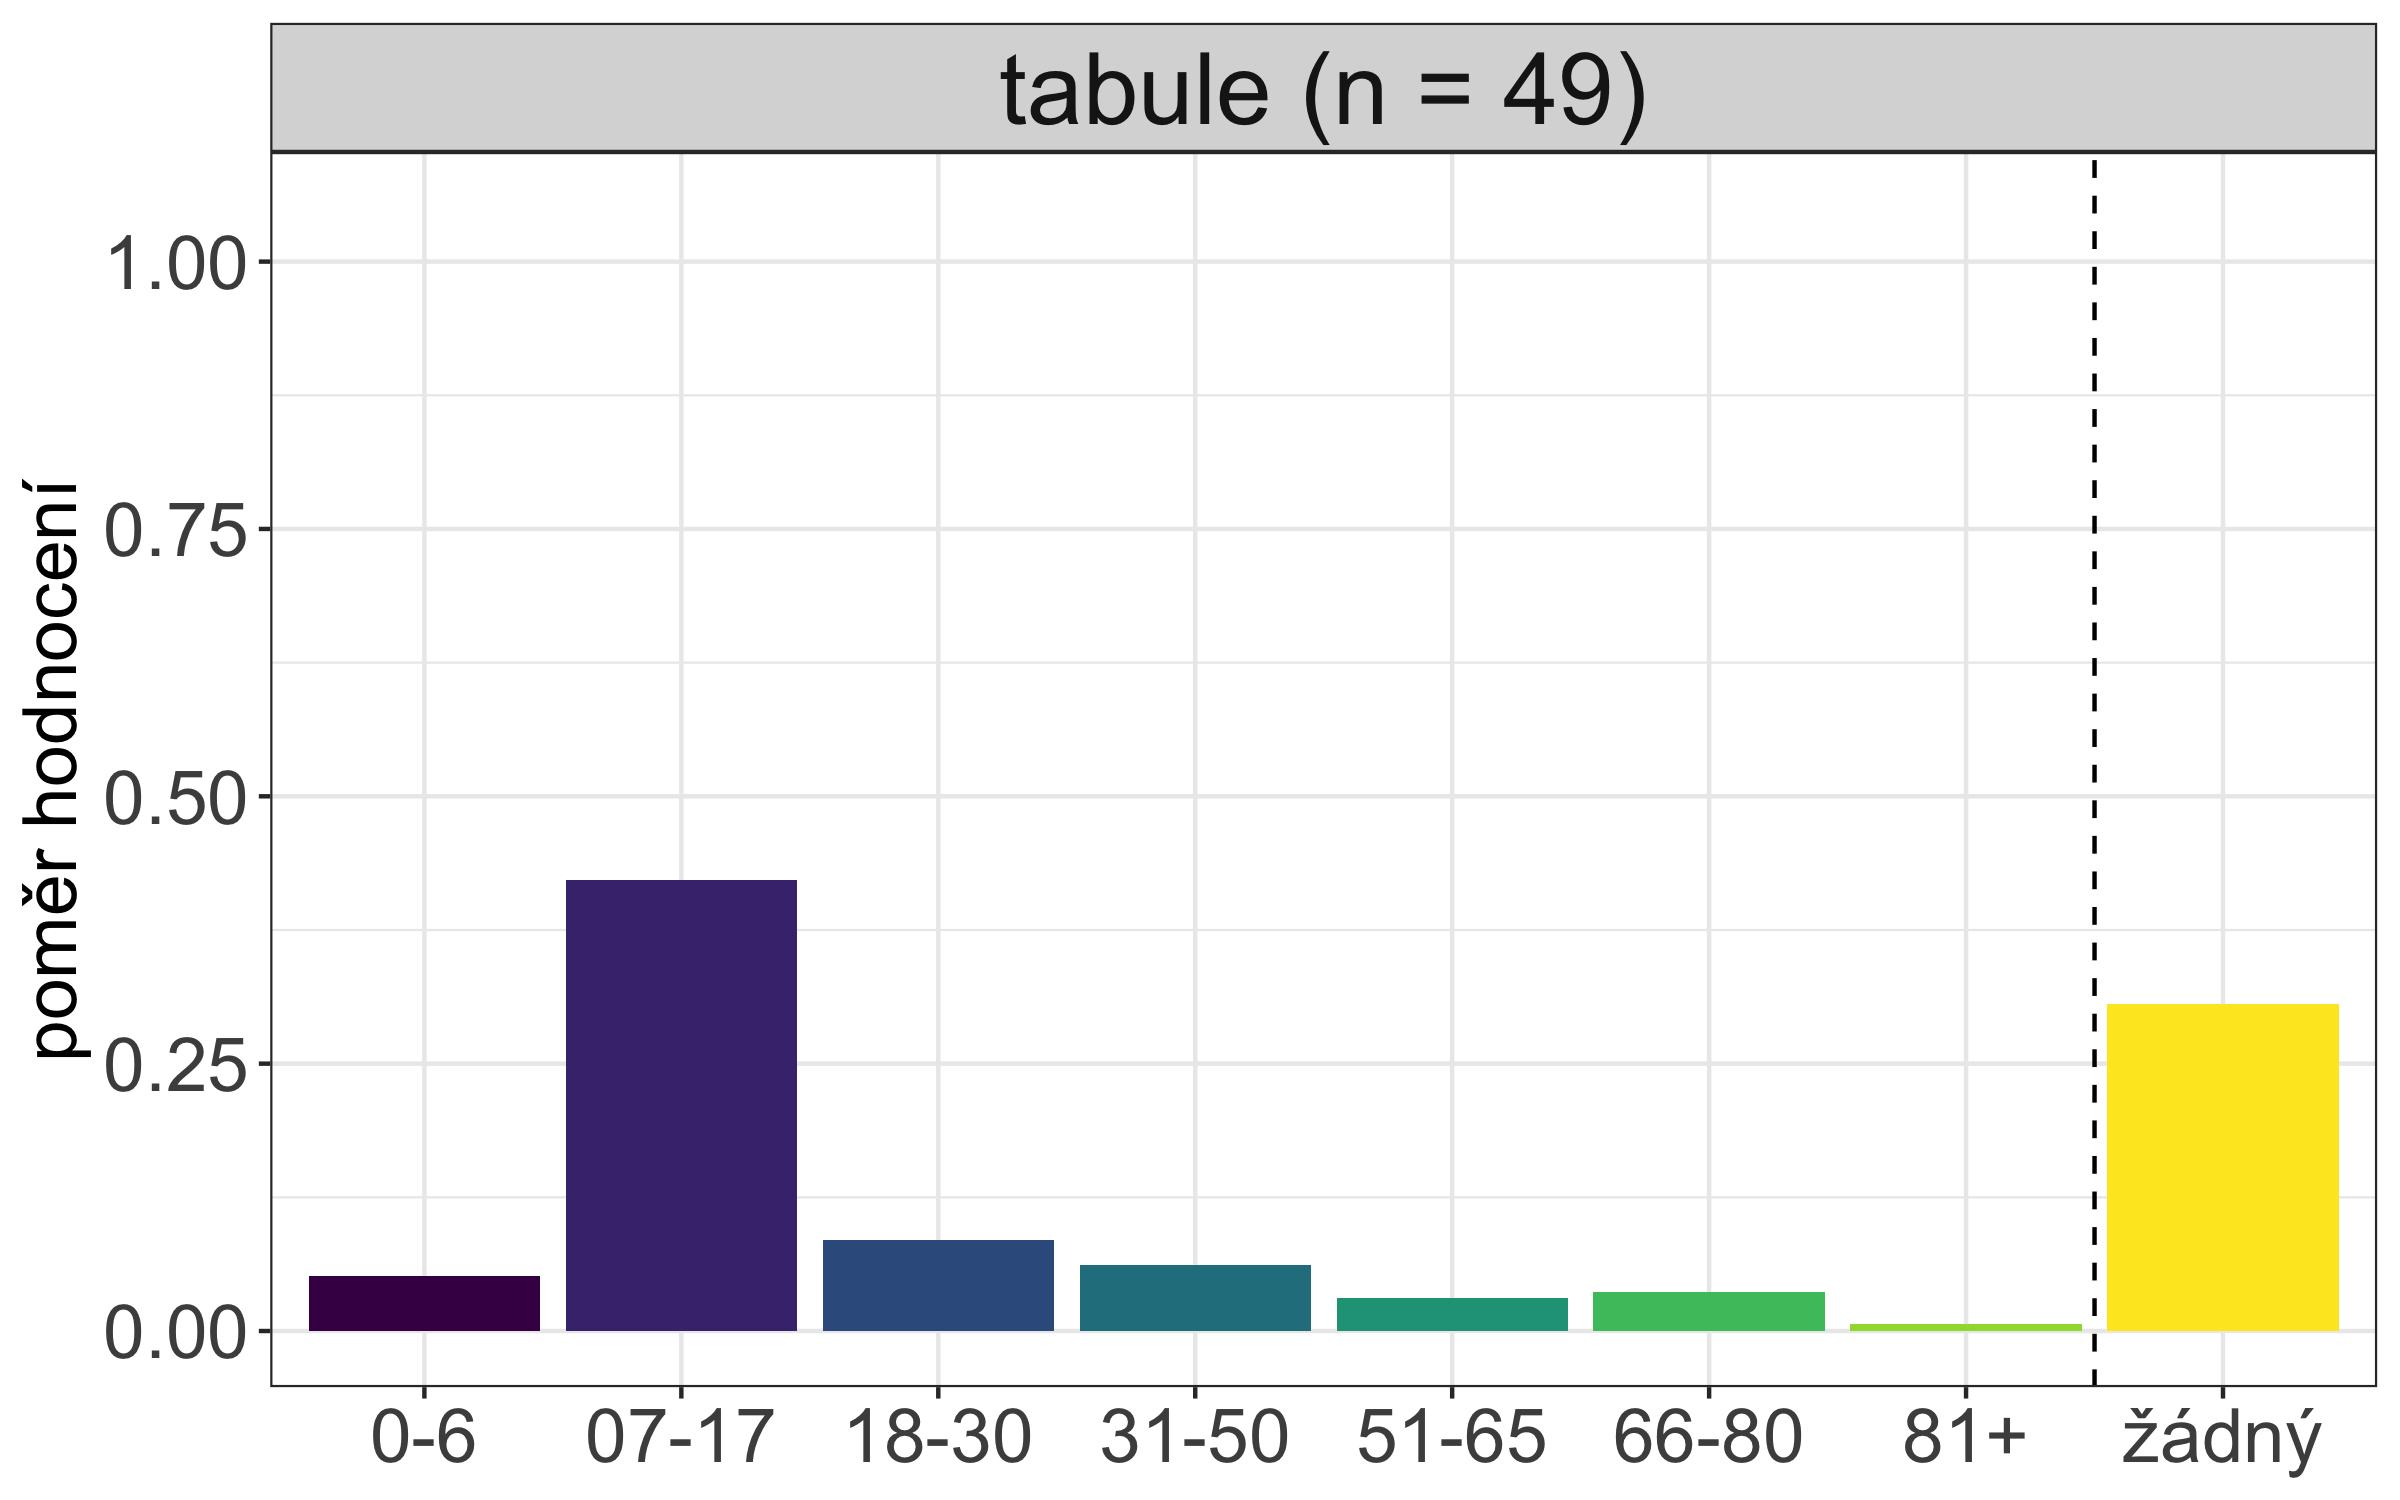 tabule (n = 49)
poměr hodnocení
1.00
0.75
0.50
0.25
0.00
0-6 07-17 18-30 31-50 51-65 66-80 81+ žádný